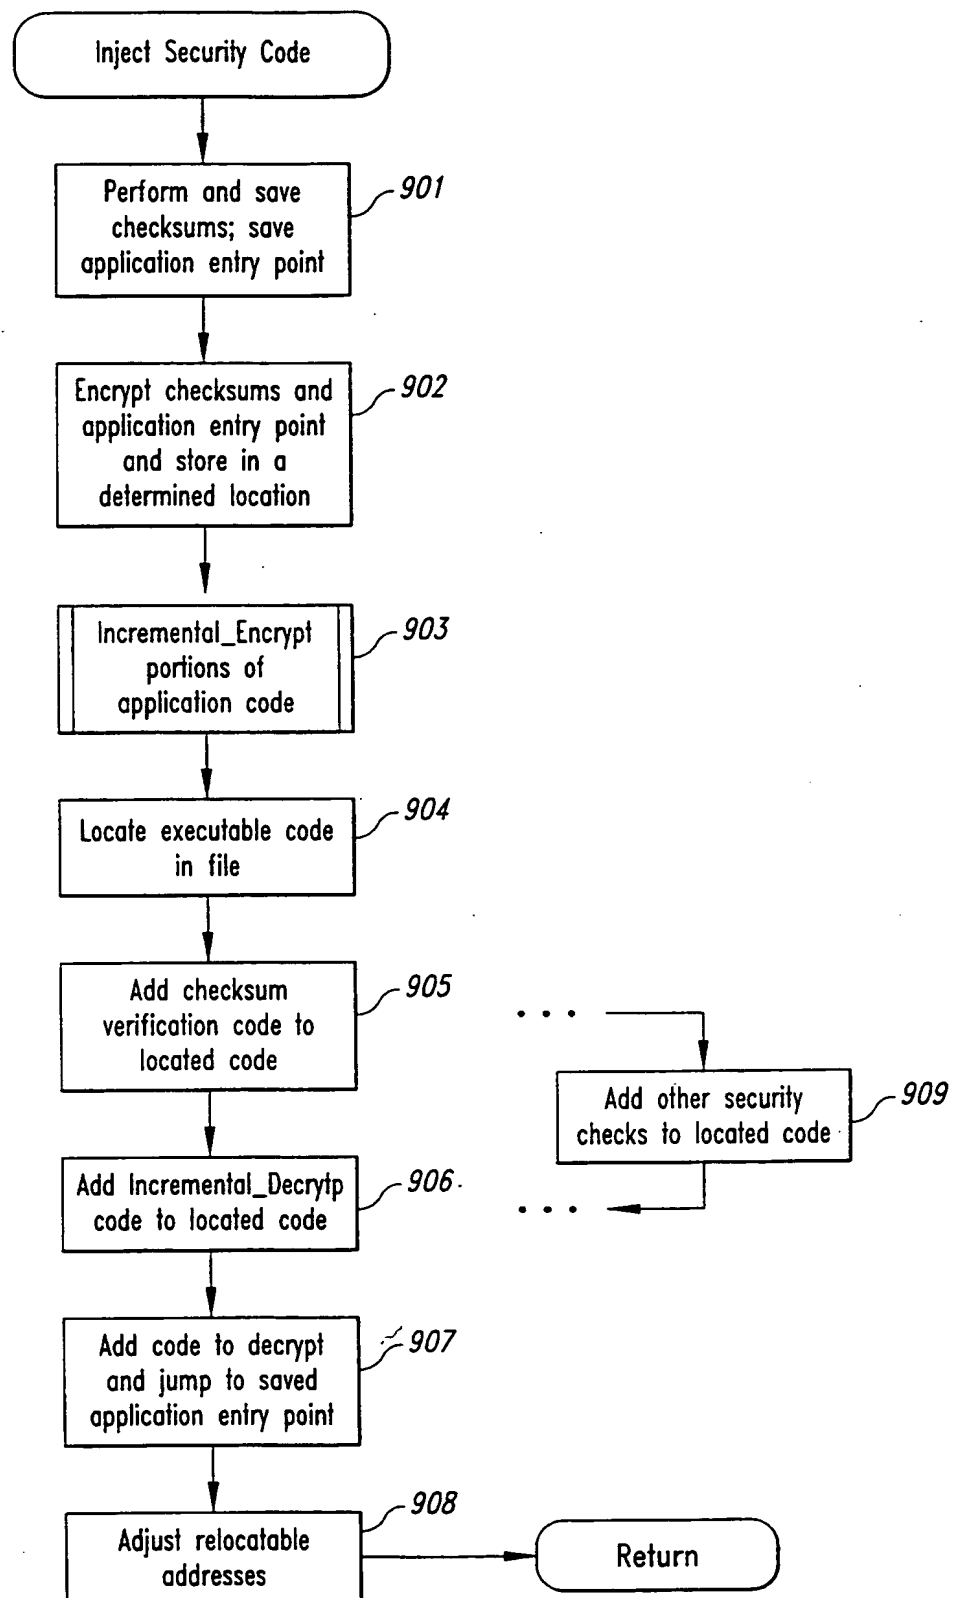 Inject Security Code
901
Perform and save
checksums; save
application entry point
902
Encrypt checksums and
application entry point
and store in a
determined location
903
Incremental_Encrypt
portions of
application code
904
Locate executable code
in file
905
Add checksum
verification code to
located code
906
Add Incremental_Decrytp
code to located code
907
Add code to decrypt
and jump to saved
application entry point
908
Adjust relocatable
addresses
Return
. . .
909
Add other security
checks to located code
. . .